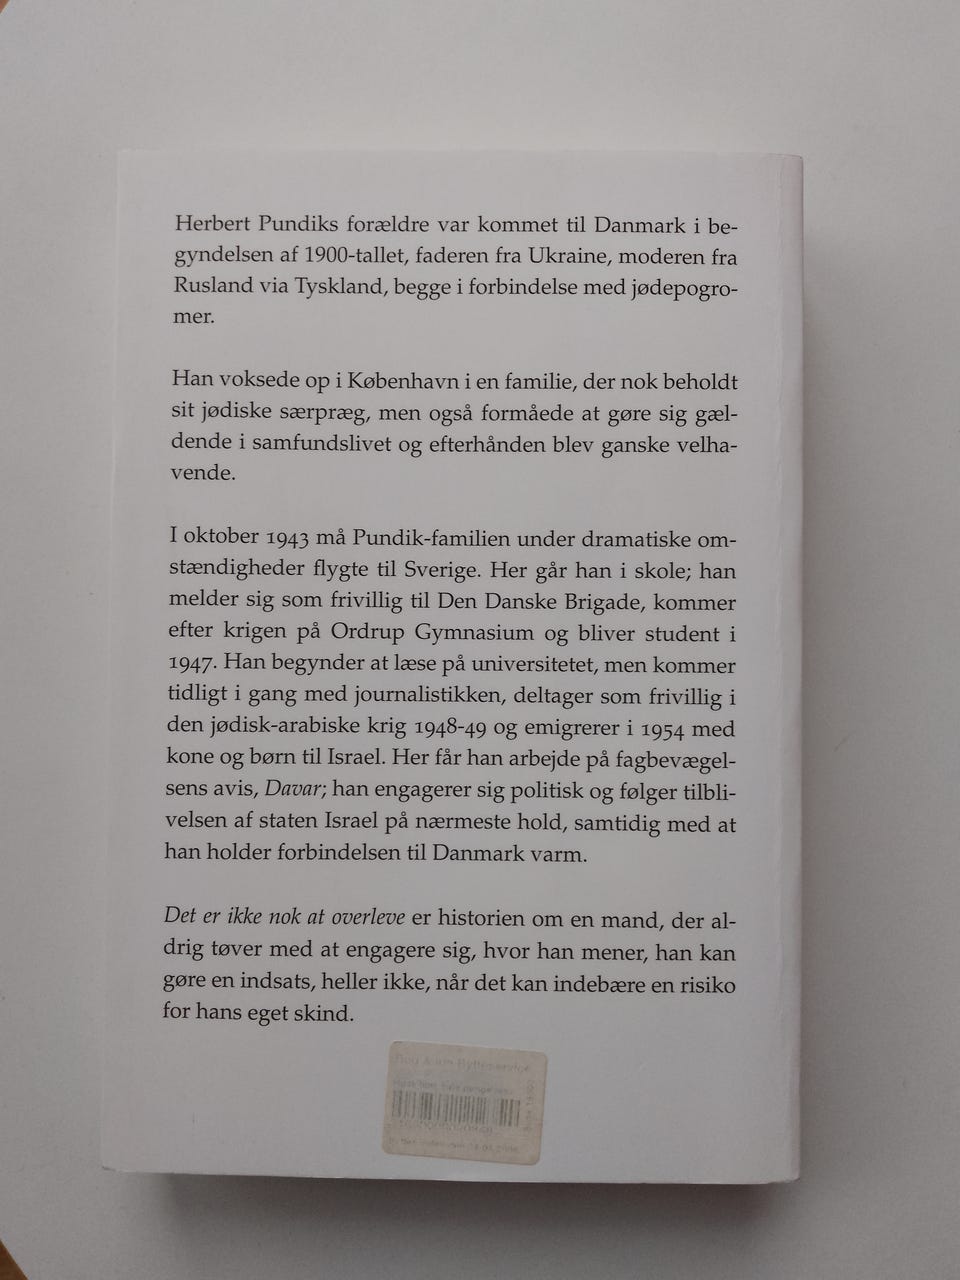 Herbert Pundiks forældre var kommet til Danmark i be-
gyndelsen af 1900-tallet, faderen fra Ukraine, moderen fra
Rusland via Tyskland, begge i forbindelse med jødepogro-
mer.
Han voksede op i København i en familie, der nok beholdt
sit jødiske særpræg, men også formåede at gøre sig gæl-
dende i samfundslivet og efterhånden blev ganske velha-
vende.
I oktober 1943 må Pundik-familien under dramatiske om-
stændigheder flygte til Sverige. Her går han i skole; han
melder sig som frivillig til Den Danske Brigade, kommer
efter krigen på Ordrup Gymnasium og bliver student i
1947. Han begynder at læse på universitetet, men kommer
tidligt i gang med journalistikken, deltager som frivillig i
den jødisk-arabiske krig 1948-49 og emigrerer i 1954 med
kone og børn til Israel. Her får han arbejde på fagbevægel-
sens avis, Davar; han engagerer sig politisk og følger tilbli-
velsen af staten Israel på nærmeste hold, samtidig med at
han holder forbindelsen til Danmark varm.
Det er ikke nok at overleve er historien om en mand, der al-
drig tøver med at engagere sig, hvor han mener, han kan
gøre en indsats, heller ikke, når det kan indebære en risiko
for hans eget skind.